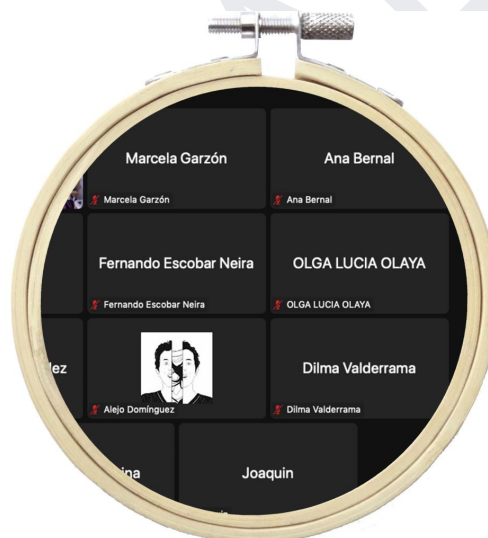 Marcela Garzón
Ana Bernal
Marcela Garzón
Ana Bernal
Fernando Escobar Neira
OLGA LUCIA OLAYA
Fernando Escobar Neira
OLGA LUCIA OLAYA
Dilma Valderrama
Alejo Domínguez
Dilma Valderrama
Joaquin